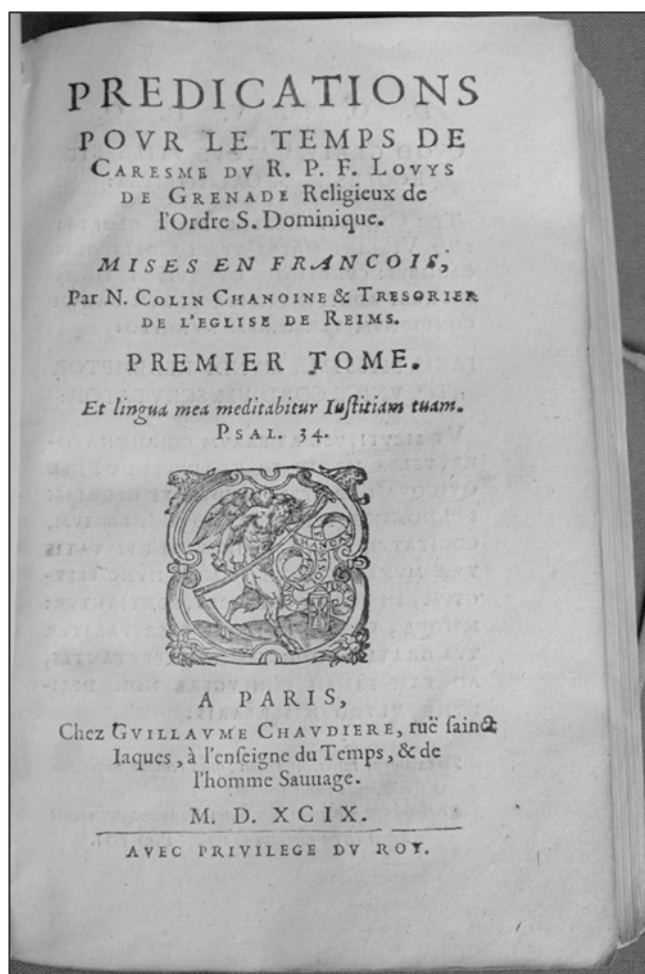 PREDICATIONS
POVR LE TEMPS DE
CARESME DV R. P. F. LOVYS
DE GRENADE Religieux de
l'Ordre S. Dominique.
MISES EN FRANCOIS,
Par N. COLIN CHANOINE & TRESORIER
DE L'EGLISE DE REIMS.
PREMIER TOME.
Et lingua mea meditabitur Iuſtitiam tuam.
PSAL. 34.
A PARIS,
Chez GVILLAVME CHAVDIERE, ruë ſainct
Iaques, à l'enſeigne du Temps, & de
l'homme Sauuage.
M. D. XCIX.
AVEC PRIVILEGE DV ROY.